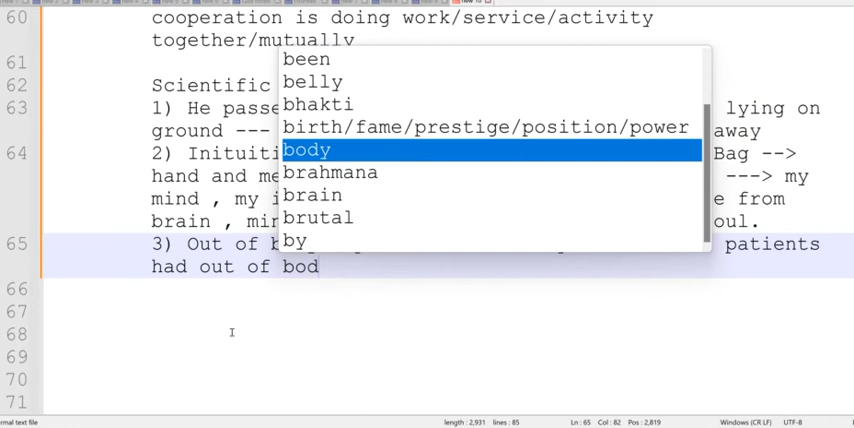 60 cooperation is doing work/service/activity
together/mutually
61
62 Scientific
63 1) He passe lying on
ground --- away
64 2) Inituiti Bag -->
hand and me ---> my
mind , my i e from
brain , min oul.
65 3) Out of b patients
had out of bod
66
67
68
69
70
71
been
belly
bhakti
birth/fame/prestige/position/power
body
brahmana
brain
brutal
by
rmal text file length : 2,931 lines : 85 Ln : 65 Col : 82 Pos : 2,819 Windows (CR LF) UTF-8